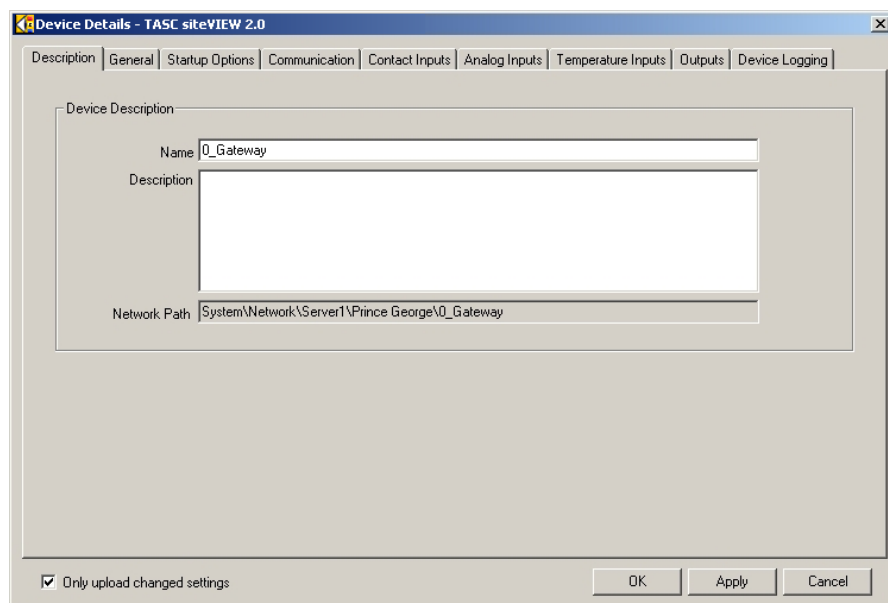 Device Details - TASC siteVIEW 2.0
Description General Startup Options Communication Contact Inputs Analog Inputs Temperature Inputs Outputs Device Logging
Device Description
Name 0_Gateway
Description
Network Path System\Network\Server1\Prince George\0_Gateway
Only upload changed settings OK Apply Cancel